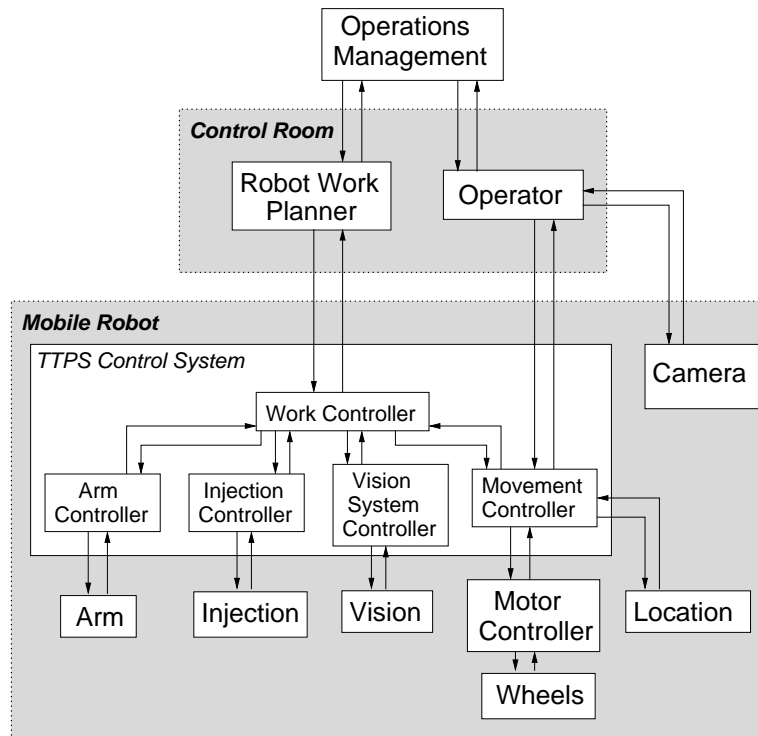 Operations
Management
Control Room
Robot Work
Planner
Operator
Mobile Robot
TTPS Control System
Camera
Work Controller
Arm
Controller
Injection
Controller
Vision
System
Controller
Movement
Controller
Arm
Injection
Vision
Motor
Controller
Location
Wheels